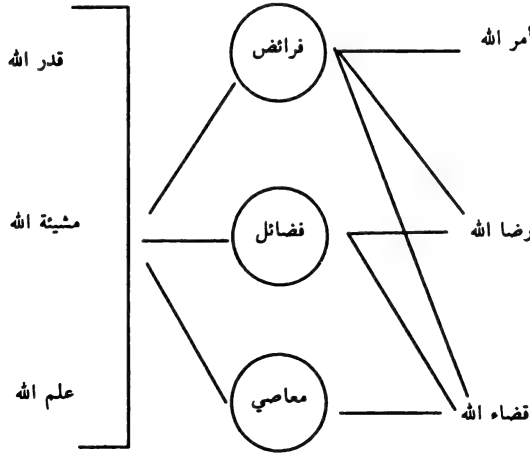 أمر الله
فرائض
قدر الله
رضا الله
فضائل
مشيئة الله
قضاء الله
معاصي
علم الله